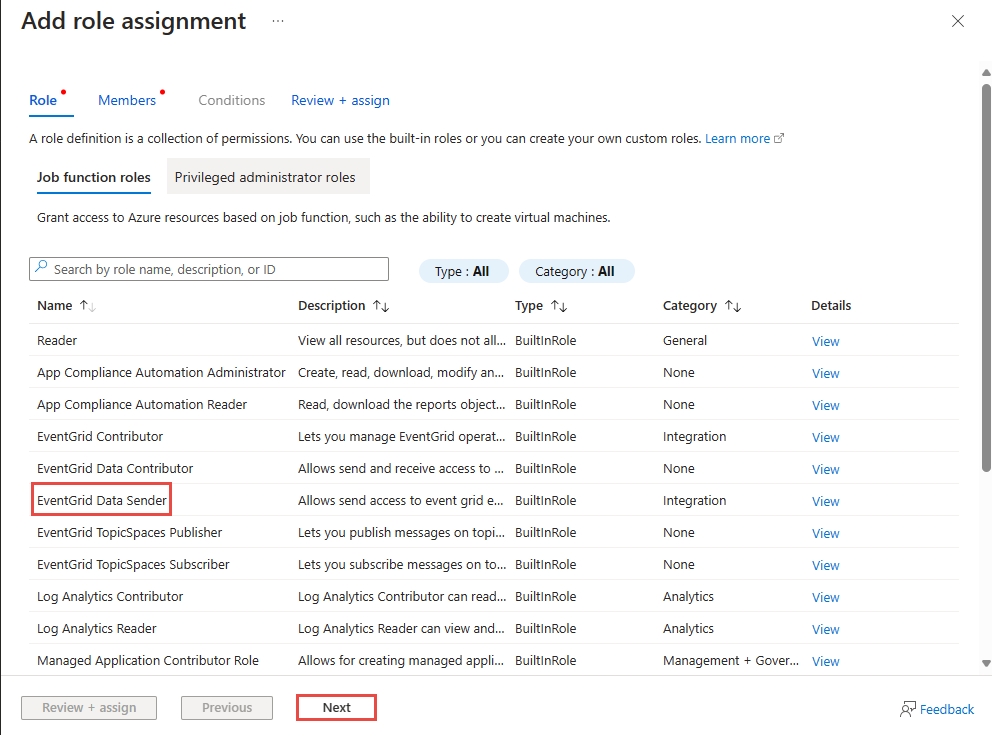 Add role assignment ...
Role Members Conditions Review + assign
A role definition is a collection of permissions. You can use the built-in roles or you can create your own custom roles. Learn more
Job function roles Privileged administrator roles
Grant access to Azure resources based on job function, such as the ability to create virtual machines.
Search by role name, description, or ID Type : All Category : All
Name Description Type Category Details
Reader View all resources, but does not all... BuiltInRole General View
App Compliance Automation Administrator Create, read, download, modify an... BuiltInRole None View
App Compliance Automation Reader Read, download the reports object... BuiltInRole None View
EventGrid Contributor Lets you manage EventGrid operat... BuiltInRole Integration View
EventGrid Data Contributor Allows send and receive access to ... BuiltInRole None View
EventGrid Data Sender Allows send access to event grid e... BuiltInRole Integration View
EventGrid TopicSpaces Publisher Lets you publish messages on topi... BuiltInRole None View
EventGrid TopicSpaces Subscriber Lets you subscribe messages on to... BuiltInRole None View
Log Analytics Contributor Log Analytics Contributor can read... BuiltInRole Analytics View
Log Analytics Reader Log Analytics Reader can view and... BuiltInRole Analytics View
Managed Application Contributor Role Allows for creating managed appli... BuiltInRole Management + Gover... View
Review + assign Previous Next Feedback